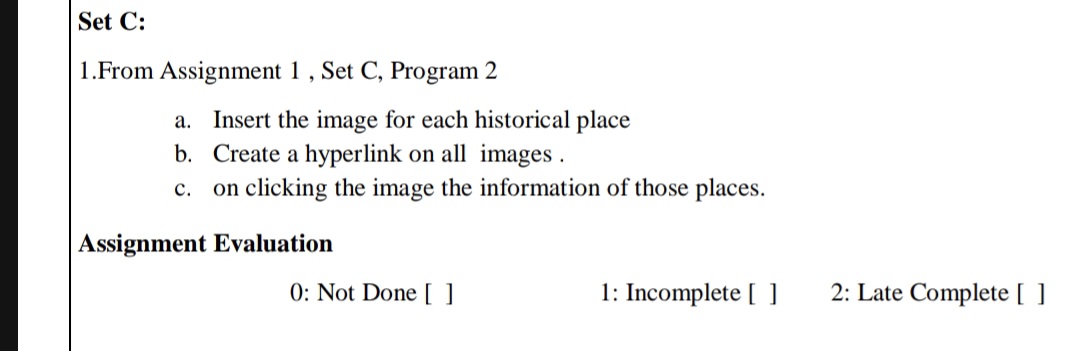 Set C:
1.From Assignment 1 , Set C, Program 2
a. Insert the image for each historical place
b. Create a hyperlink on all images .
c. on clicking the image the information of those places.
Assignment Evaluation
0: Not Done [ ] 1: Incomplete [ ] 2: Late Complete [ ]